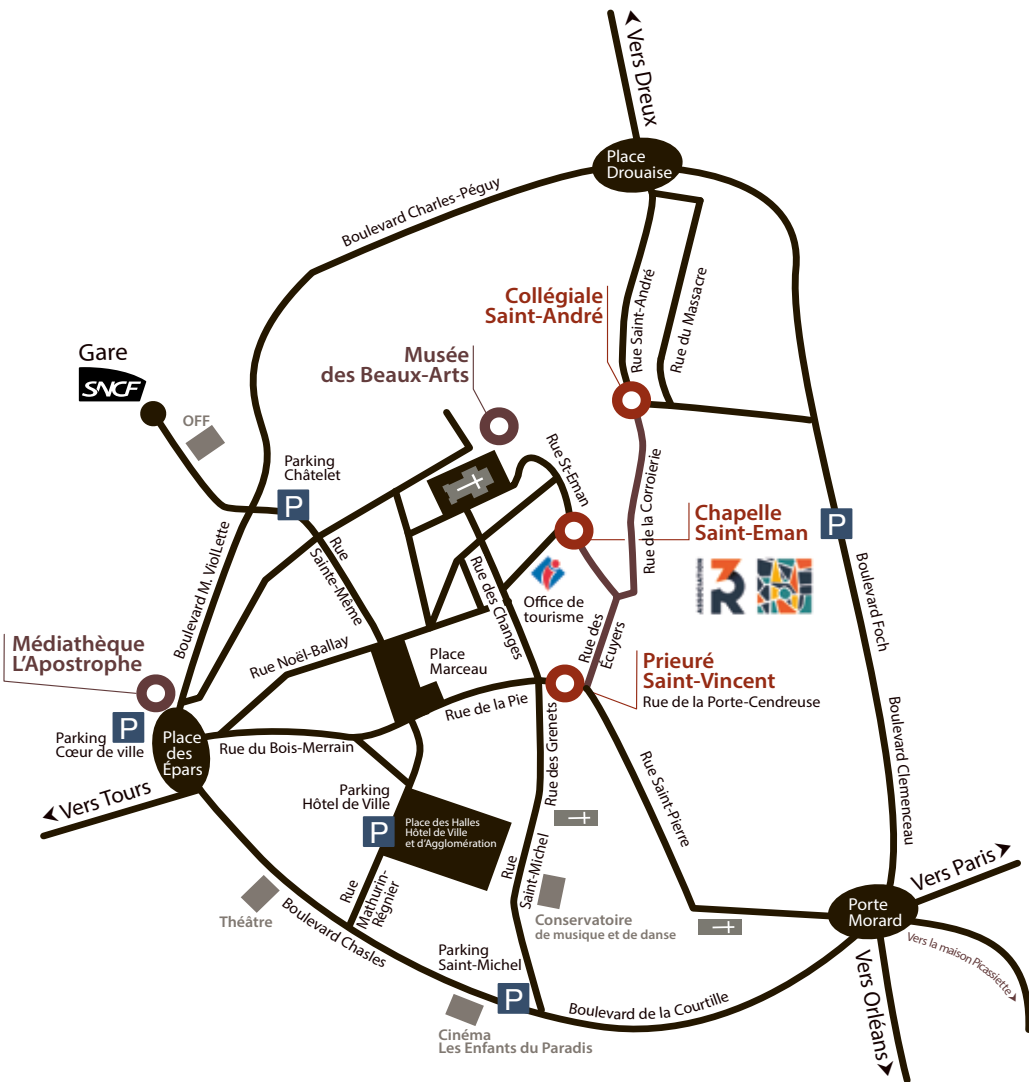 Vers Dreux
Place
Drouaise
Boulevard Charles-Péguy
Rue Saint-André
Rue du Massacre
Collégiale
Saint-André
Musée
des Beaux-Arts
Gare
SNCF
OFF
Parking
Châtelet
P
Rue St-Eman
Rue de la Corroierie
Chapelle
Saint-Eman
ASSOCIATION
3R
P
Boulevard Foch
Rue
Sainte-Même
Boulevard M. ViolLette
Rue des Changes
Office de
tourisme
Rue des
Écuyers
Médiathèque
L'Apostrophe
Rue Noël-Ballay
Place
Marceau
Prieuré
Saint-Vincent
Rue de la Porte-Cendreuse
Rue de la Pie
P
Parking
Cœur de ville
Place
des
Épars
Rue du Bois-Merrain
Rue des Grenets
Rue Saint-Pierre
Boulevard Clemenceau
Vers Tours
Parking
Hôtel de Ville
P
Place des Halles
Hôtel de Ville
et d'Agglomération
Rue
Mathurin-
Régnier
Rue
Saint-Michel
Théâtre
Boulevard Chasles
Conservatoire
de musique et de danse
Parking
Saint-Michel
P
Cinéma
Les Enfants du Paradis
Boulevard de la Courtille
Porte
Morard
Vers Paris
Vers la maison Picassiette
Vers Orléans